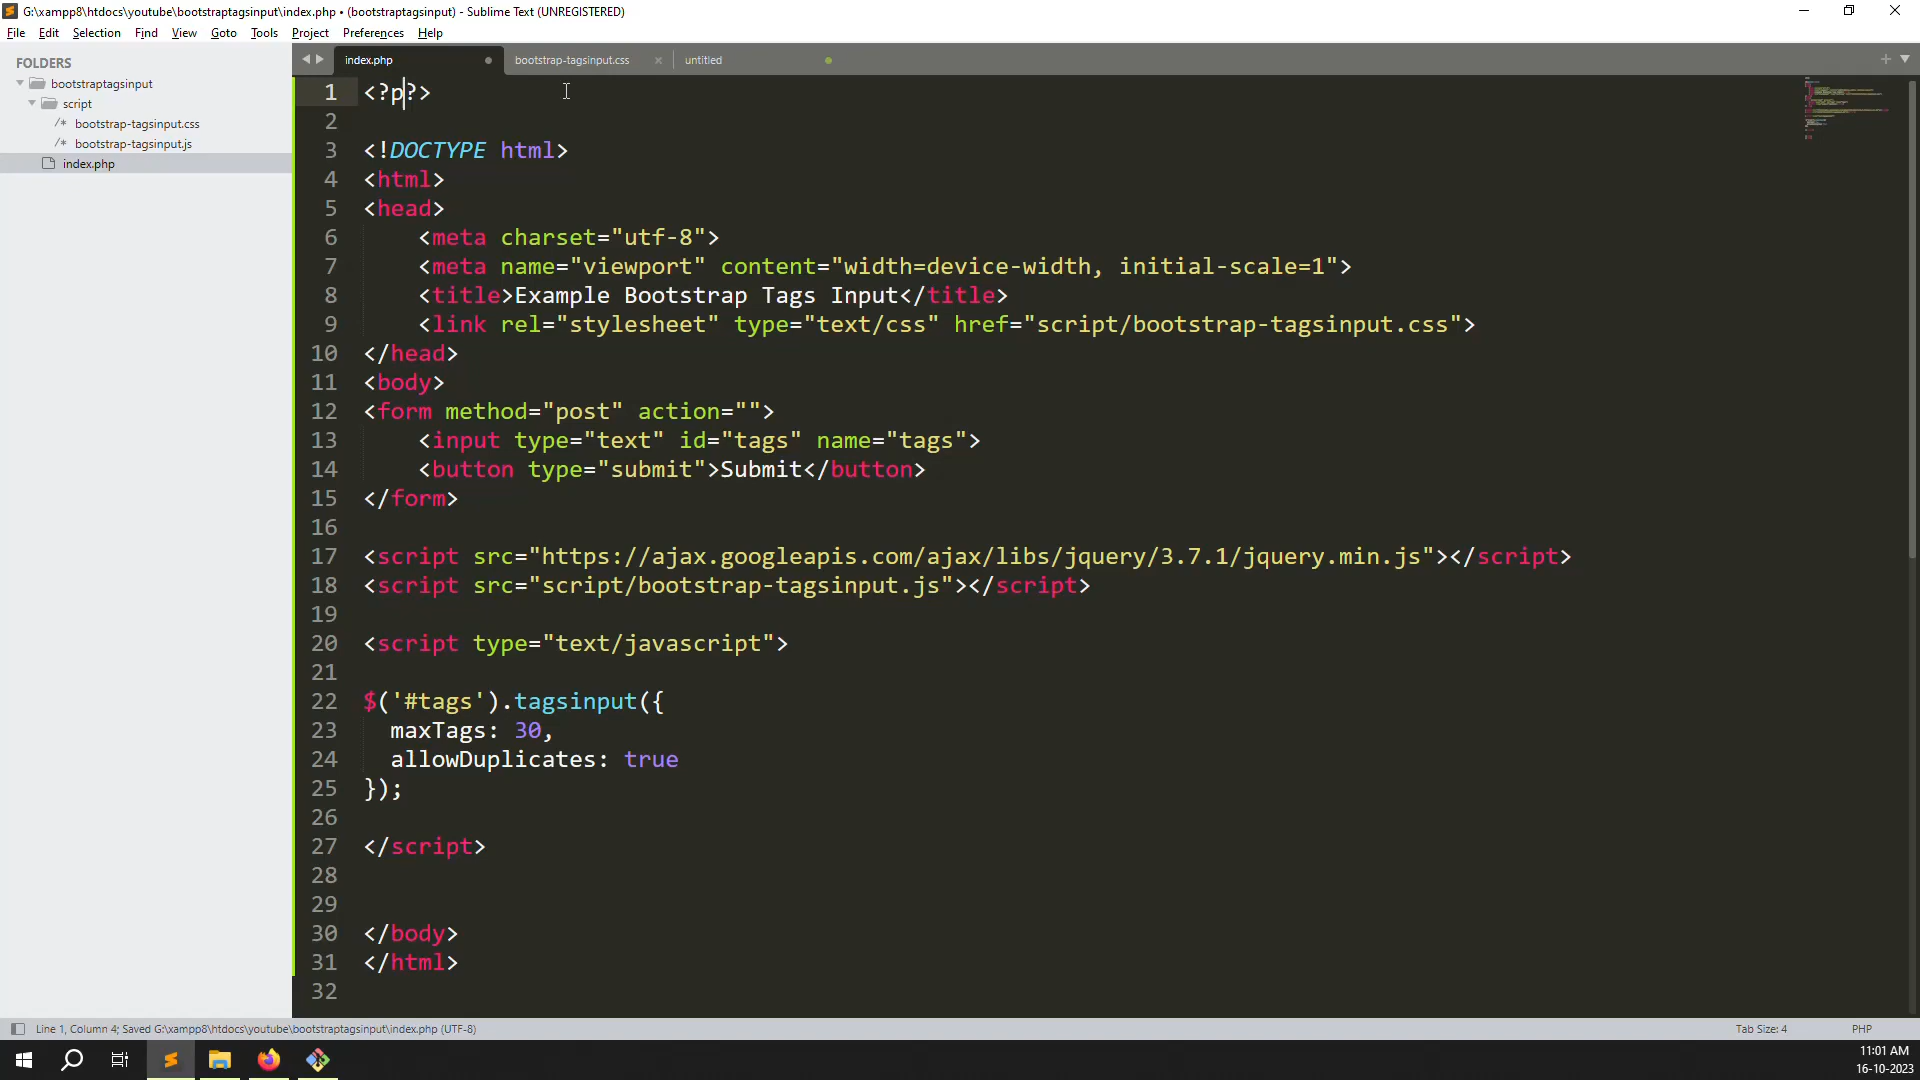 G:\xampp8\htdocs\youtube\bootstraptagsinput\index.php • (bootstraptagsinput) - Sublime Text (UNREGISTERED)
File Edit Selection Find View Goto Tools Project Preferences Help
FOLDERS
bootstraptagsinput
script
/* bootstrap-tagsinput.css
/* bootstrap-tagsinput.js
index.php
index.php bootstrap-tagsinput.css untitled
1 <?p?>
2
3 <!DOCTYPE html>
4 <html>
5 <head>
6 <meta charset="utf-8">
7 <meta name="viewport" content="width=device-width, initial-scale=1">
8 <title>Example Bootstrap Tags Input</title>
9 <link rel="stylesheet" type="text/css" href="script/bootstrap-tagsinput.css">
10 </head>
11 <body>
12 <form method="post" action="">
13 <input type="text" id="tags" name="tags">
14 <button type="submit">Submit</button>
15 </form>
16
17 <script src="https://ajax.googleapis.com/ajax/libs/jquery/3.7.1/jquery.min.js"></script>
18 <script src="script/bootstrap-tagsinput.js"></script>
19
20 <script type="text/javascript">
21
22 $('#tags').tagsinput({
23 maxTags: 30,
24 allowDuplicates: true
25 });
26
27 </script>
28
29
30 </body>
31 </html>
32
Line 1, Column 4; Saved G:\xampp8\htdocs\youtube\bootstraptagsinput\index.php (UTF-8) Tab Size: 4 PHP
11:01 AM
16-10-2023